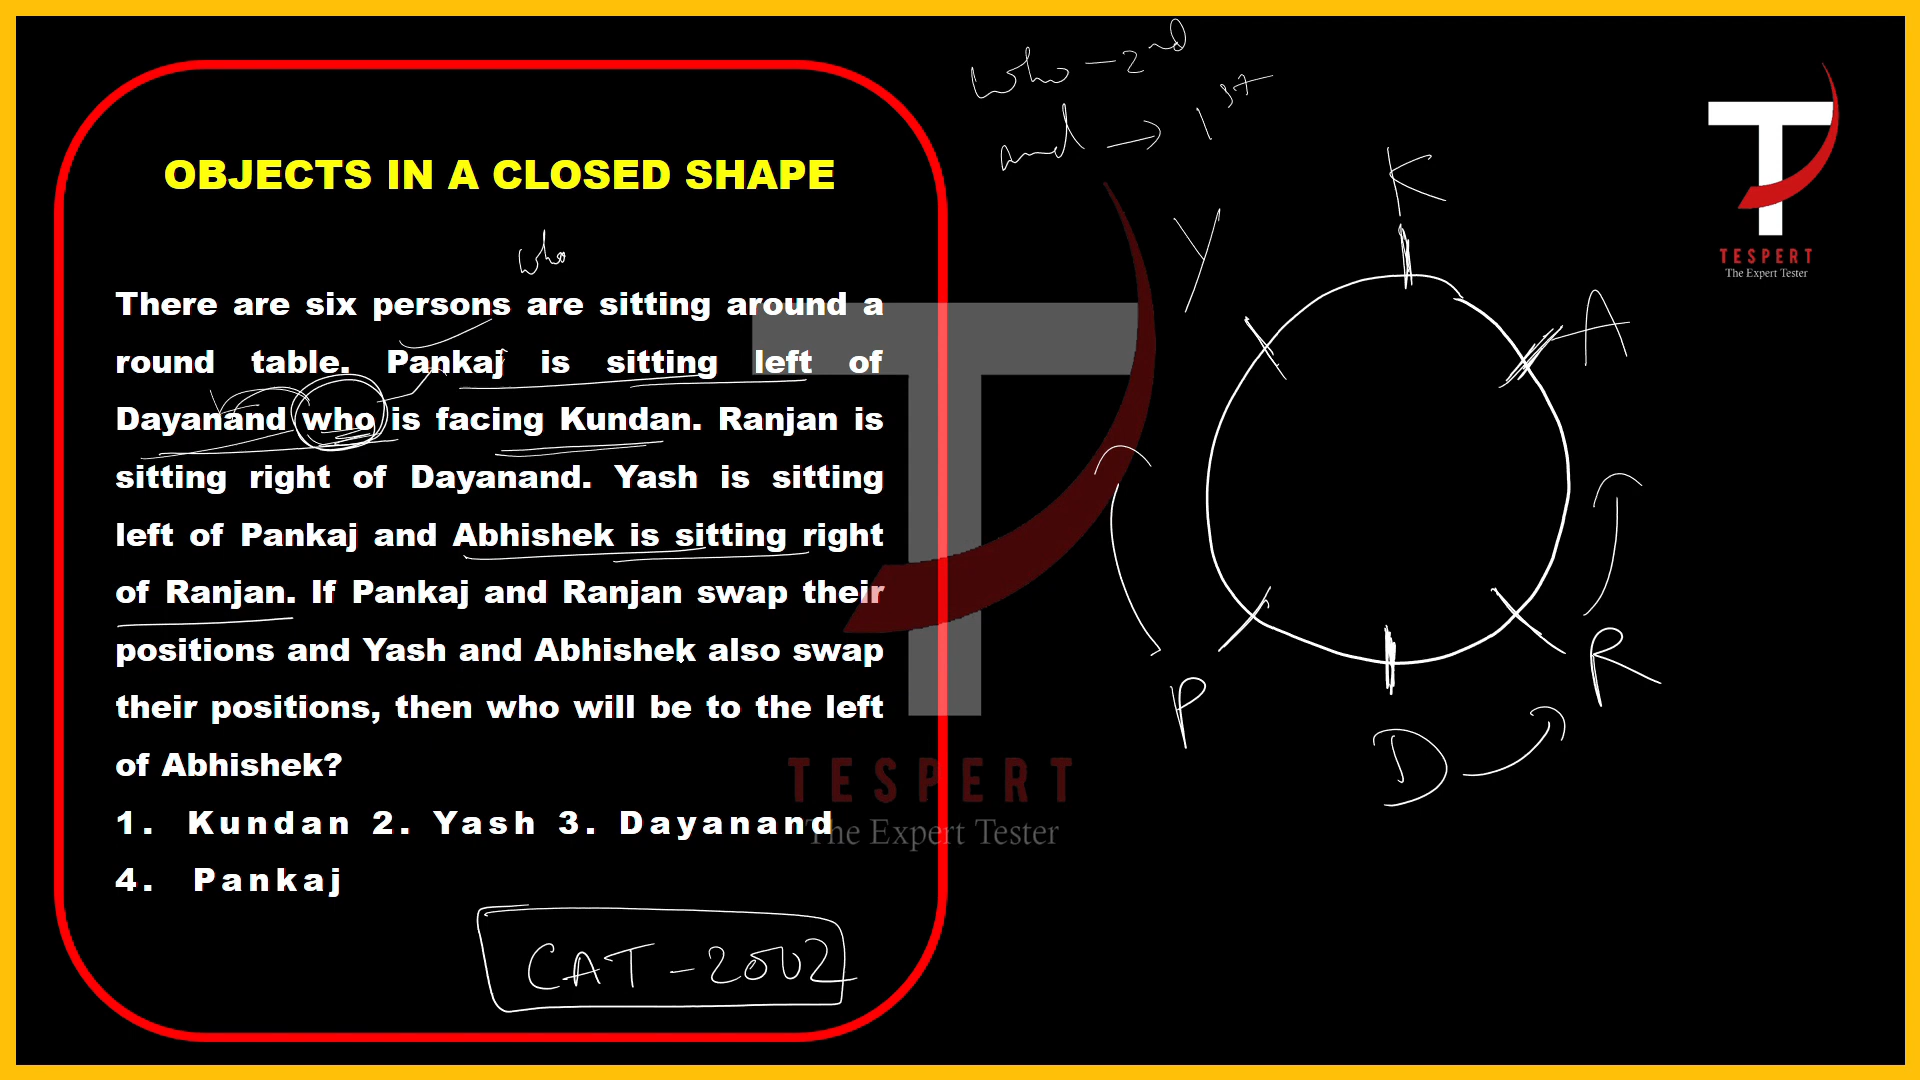 OBJECTS IN A CLOSED SHAPE
who
There are six persons are sitting around a
round table. Pankaj is sitting left of
Dayanand who is facing Kundan. Ranjan is
sitting right of Dayanand. Yash is sitting
left of Pankaj and Abhishek is sitting right
of Ranjan. If Pankaj and Ranjan swap their
positions and Yash and Abhishek also swap
their positions, then who will be to the left
of Abhishek?
1. Kundan 2. Yash 3. Dayanand
4. Pankaj
CAT-2002
who - 2nd
and → 1st
K
Y
A
P
R
D
TESPERT
The Expert Tester
T
TESPERT
The Expert Tester